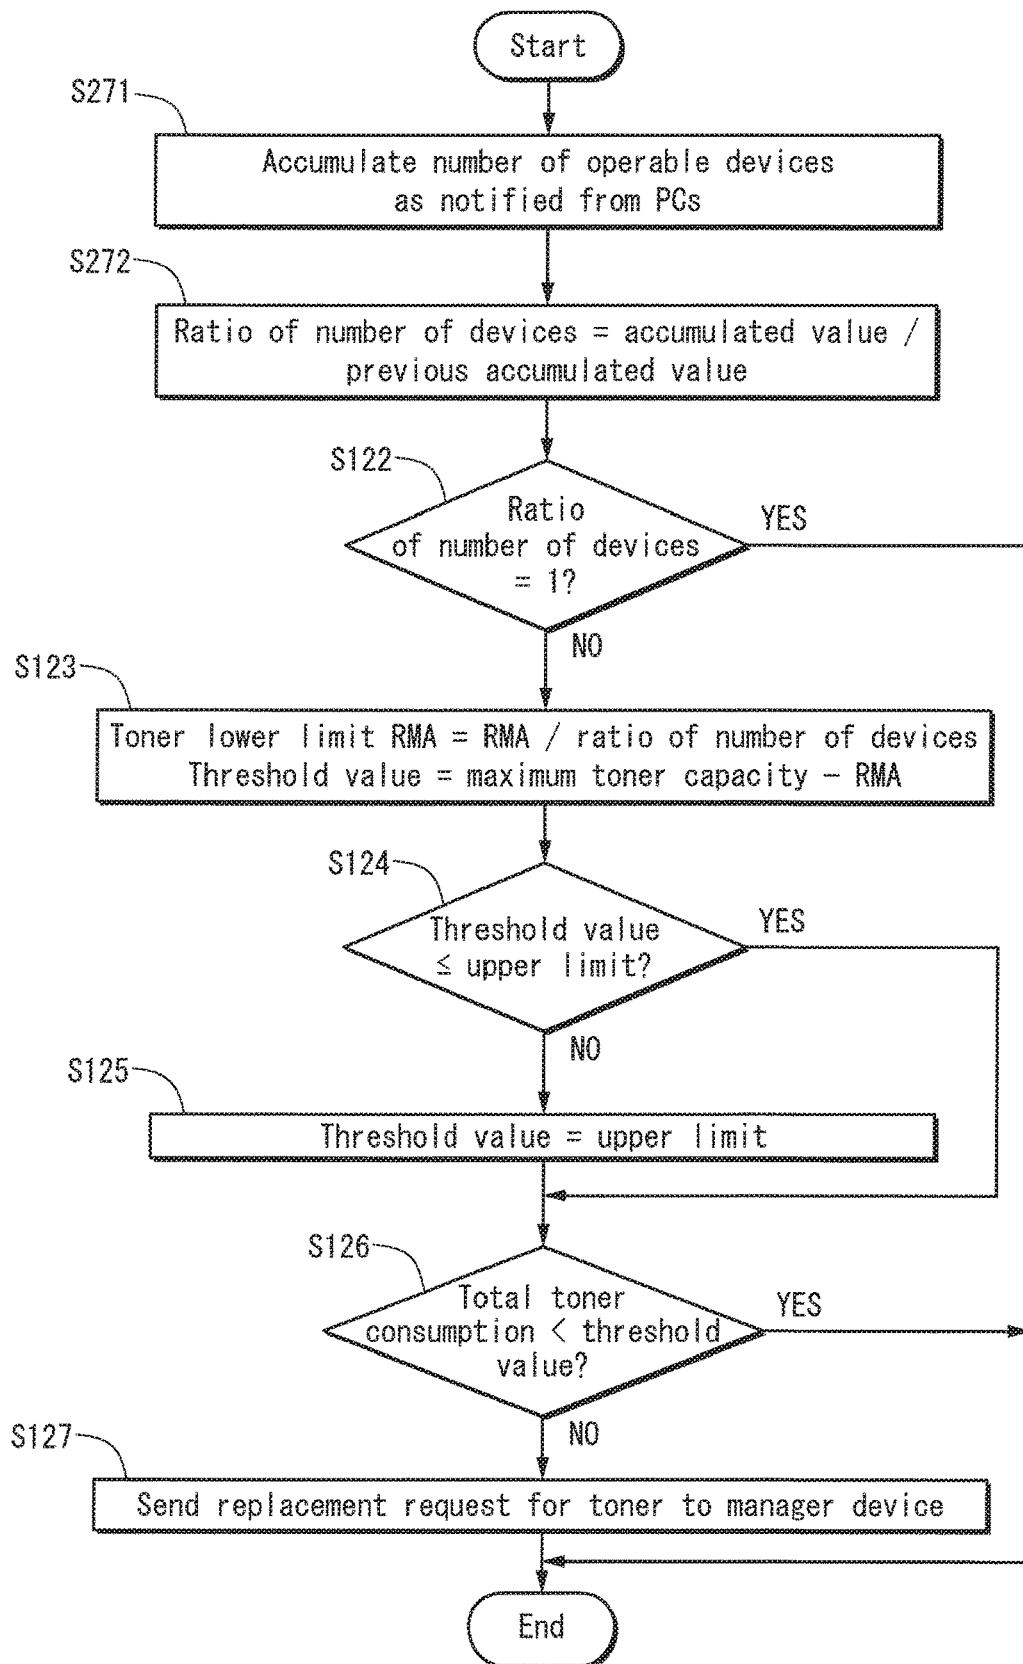 Start
S271
Accumulate number of operable devices
as notified from PCs
S272
Ratio of number of devices = accumulated value /
previous accumulated value
S122
Ratio
of number of devices
= 1?
YES
NO
S123
Toner lower limit RMA = RMA / ratio of number of devices
Threshold value = maximum toner capacity − RMA
S124
Threshold value
≤ upper limit?
YES
NO
S125
Threshold value = upper limit
S126
Total toner
consumption < threshold
value?
YES
NO
S127
Send replacement request for toner to manager device
End